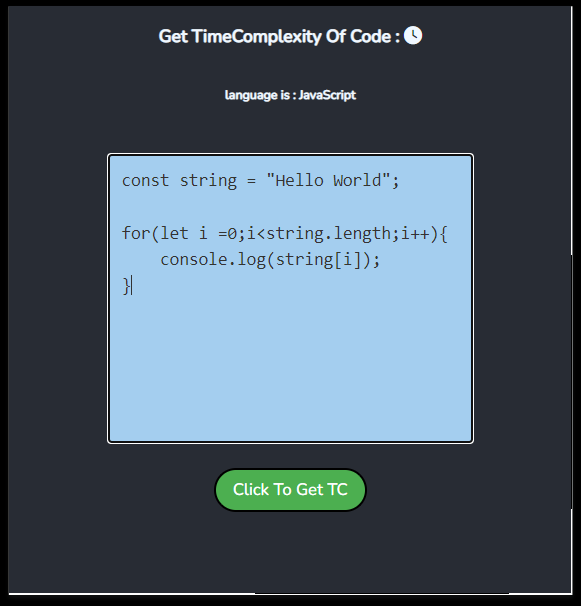 Get TimeComplexity Of Code :
language is : JavaScript
const string = "Hello World";
for(let i =0;i<string.length;i++){
    console.log(string[i]);
}
Click To Get TC